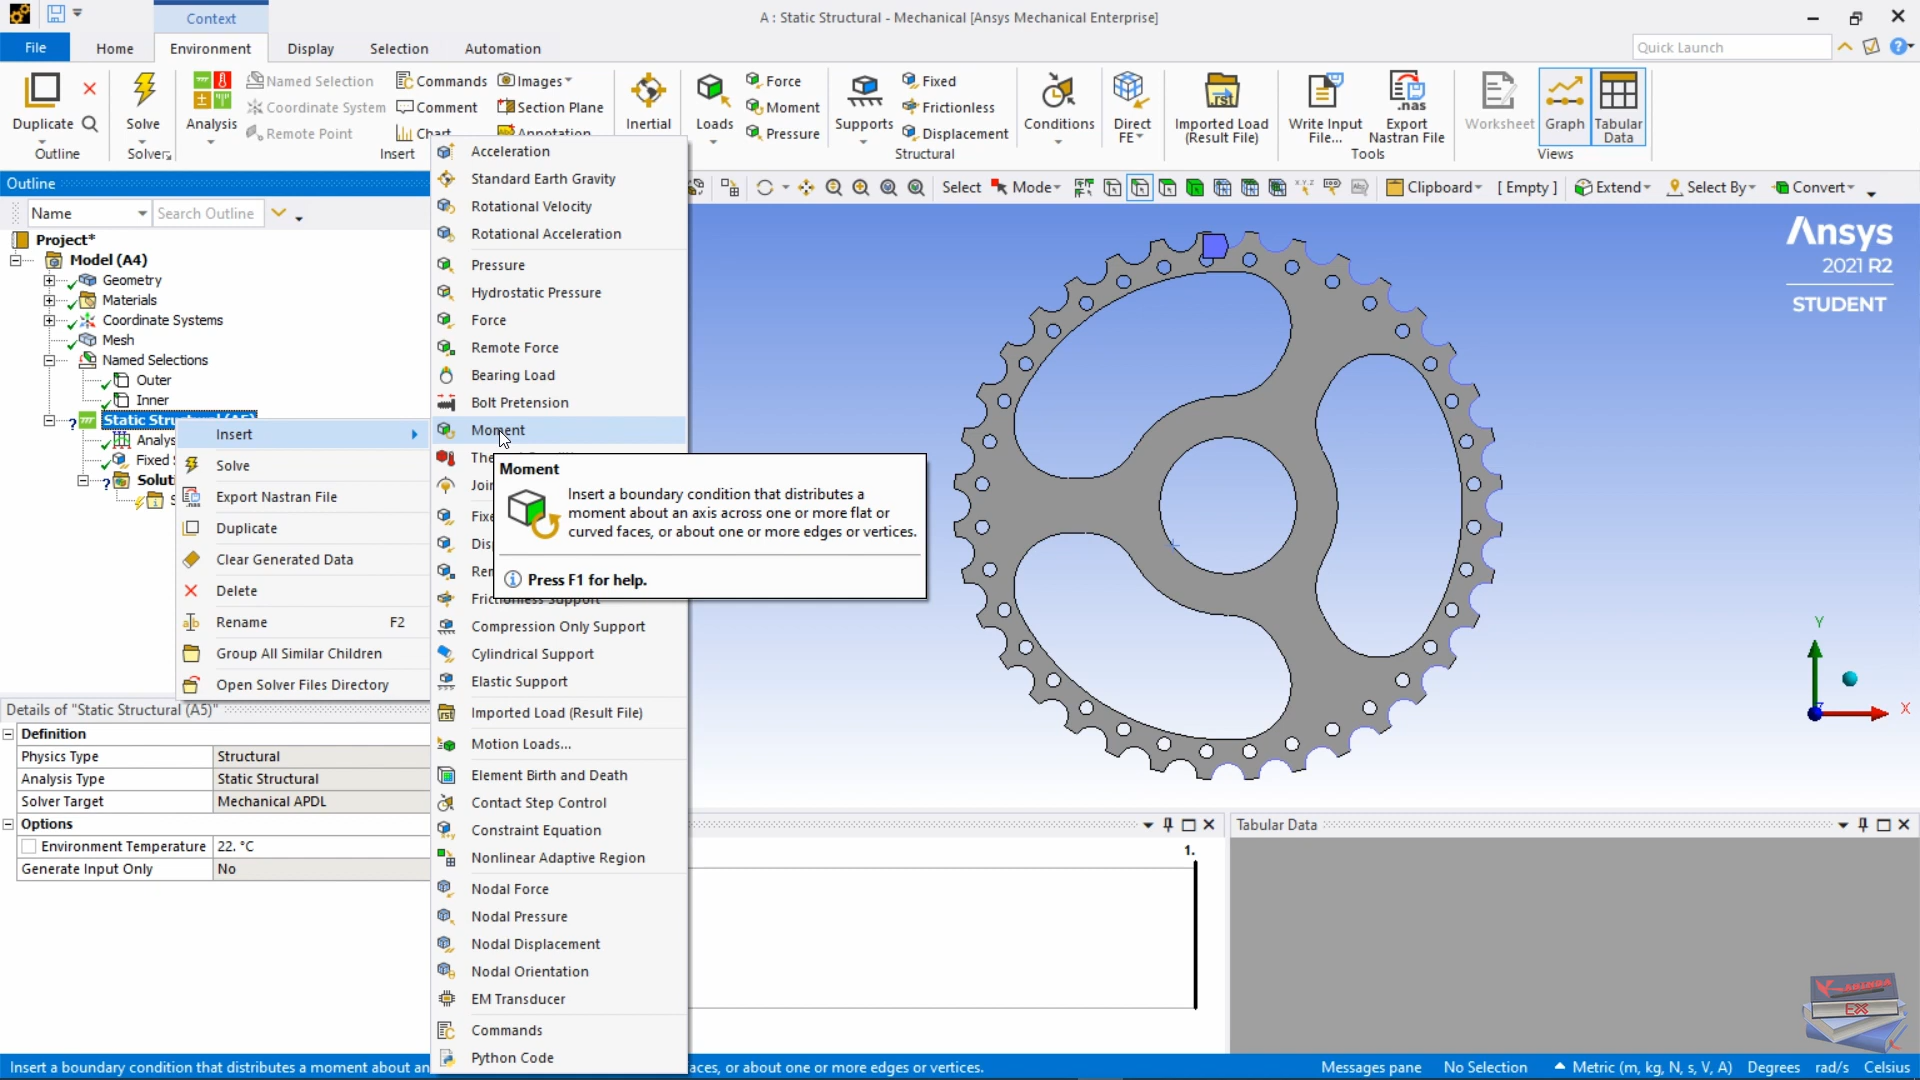 Context
A : Static Structural - Mechanical [Ansys Mechanical Enterprise]
File
Home
Environment
Display
Selection
Automation
Quick Launch
Duplicate
Outline
Solve
Solver
Analysis
Named Selection
Coordinate System
Remote Point
Commands
Comment
Chart
Images
Section Plane
Annotation
Insert
Inertial
Loads
Force
Moment
Pressure
Supports
Fixed
Frictionless
Displacement
Structural
Conditions
Direct
FE
.rst
Imported Load
(Result File)
Write Input
File...
.nas
Export
Nastran File
Tools
Worksheet
Graph
Tabular
Data
Views
Outline
Name
Search Outline
Select
Mode
Clipboard
[ Empty ]
Extend
Select By
Convert
Project*
Model (A4)
Geometry
Materials
Coordinate Systems
Mesh
Named Selections
Outer
Inner
Static Structural (A5)
Analys
Fixed S
Soluti
S
Insert
Solve
Export Nastran File
Duplicate
Clear Generated Data
Delete
Rename F2
Group All Similar Children
Open Solver Files Directory
Acceleration
Standard Earth Gravity
Rotational Velocity
Rotational Acceleration
Pressure
Hydrostatic Pressure
Force
Remote Force
Bearing Load
Bolt Pretension
Moment
The
Join
Fixe
Disp
Rem
Frictionless Support
Compression Only Support
Cylindrical Support
Elastic Support
Imported Load (Result File)
Motion Loads...
Element Birth and Death
Contact Step Control
Constraint Equation
Nonlinear Adaptive Region
Nodal Force
Nodal Pressure
Nodal Displacement
Nodal Orientation
EM Transducer
Commands
Python Code
Moment
Insert a boundary condition that distributes a
moment about an axis across one or more flat or
curved faces, or about one or more edges or vertices.
Press F1 for help.
Ansys
2021 R2
STUDENT
Y
X
Details of "Static Structural (A5)"
Definition
Physics Type Structural
Analysis Type Static Structural
Solver Target Mechanical APDL
Options
Environment Temperature 22. °C
Generate Input Only No
1.
Tabular Data
EX
Insert a boundary condition that distributes a moment about an
aces, or about one or more edges or vertices.
Messages pane
No Selection
Metric (m, kg, N, s, V, A)
Degrees
rad/s
Celsius